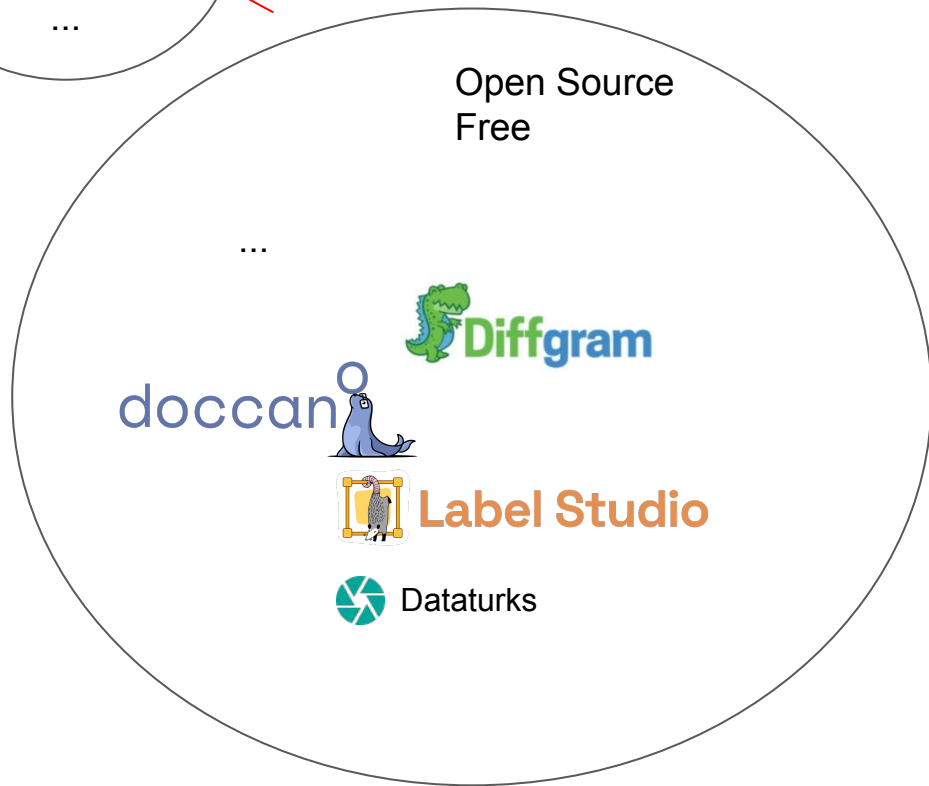 ...
Open Source
Free
...
Diffgram
doccano
Label Studio
Dataturks